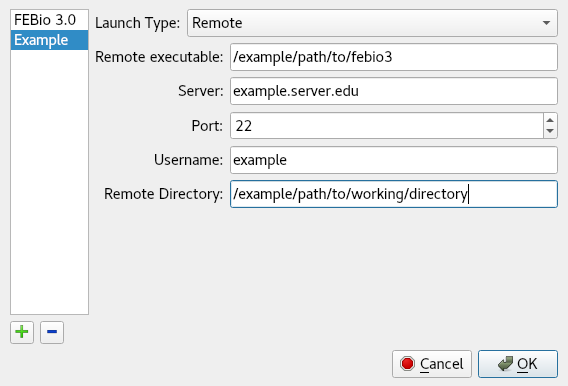 FEBio 3.0
Example
Launch Type: Remote
Remote executable: /example/path/to/febio3
Server: example.server.edu
Port: 22
Username: example
Remote Directory: /example/path/to/working/directory
Cancel
OK